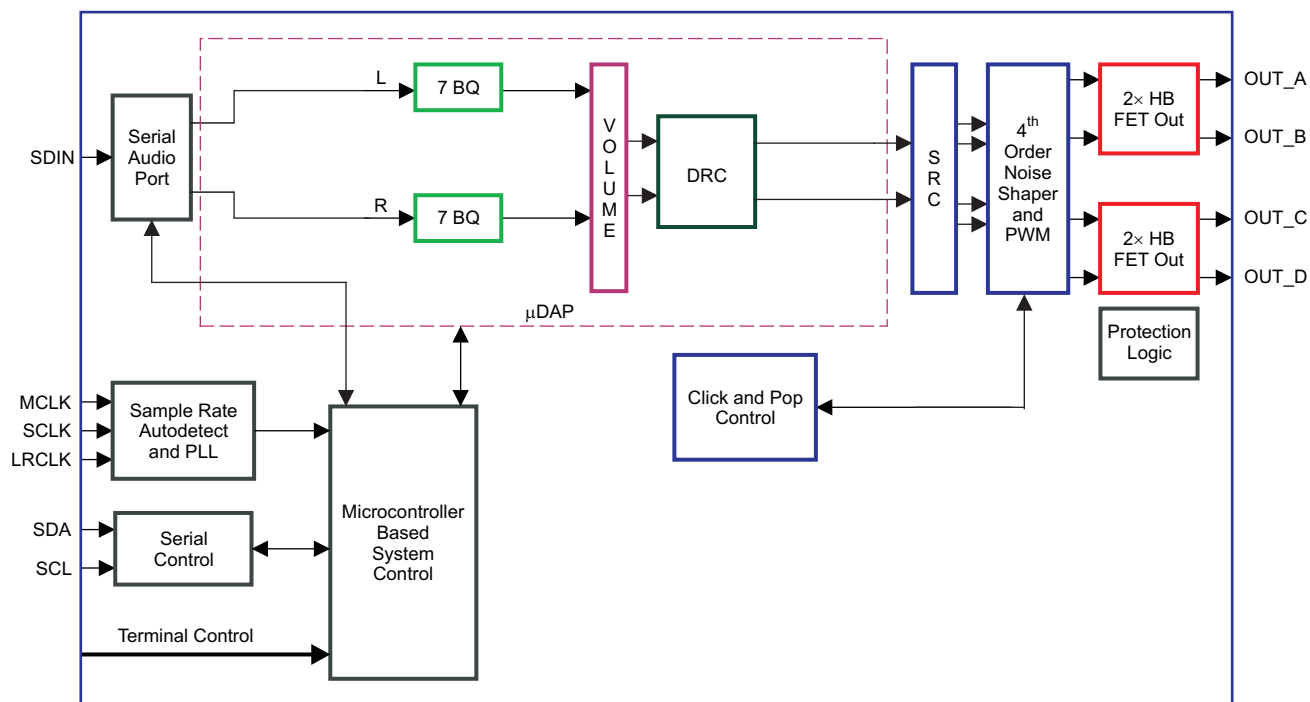 SDIN
Serial
Audio
Port
L
7 BQ
R
7 BQ
VOLUME
DRC
μDAP
SRC
4th
Order
Noise
Shaper
and
PWM
2× HB
FET Out
2× HB
FET Out
OUT_A
OUT_B
OUT_C
OUT_D
Protection
Logic
Click and Pop
Control
MCLK
SCLK
LRCLK
Sample Rate
Autodetect
and PLL
SDA
SCL
Serial
Control
Microcontroller
Based
System
Control
Terminal Control